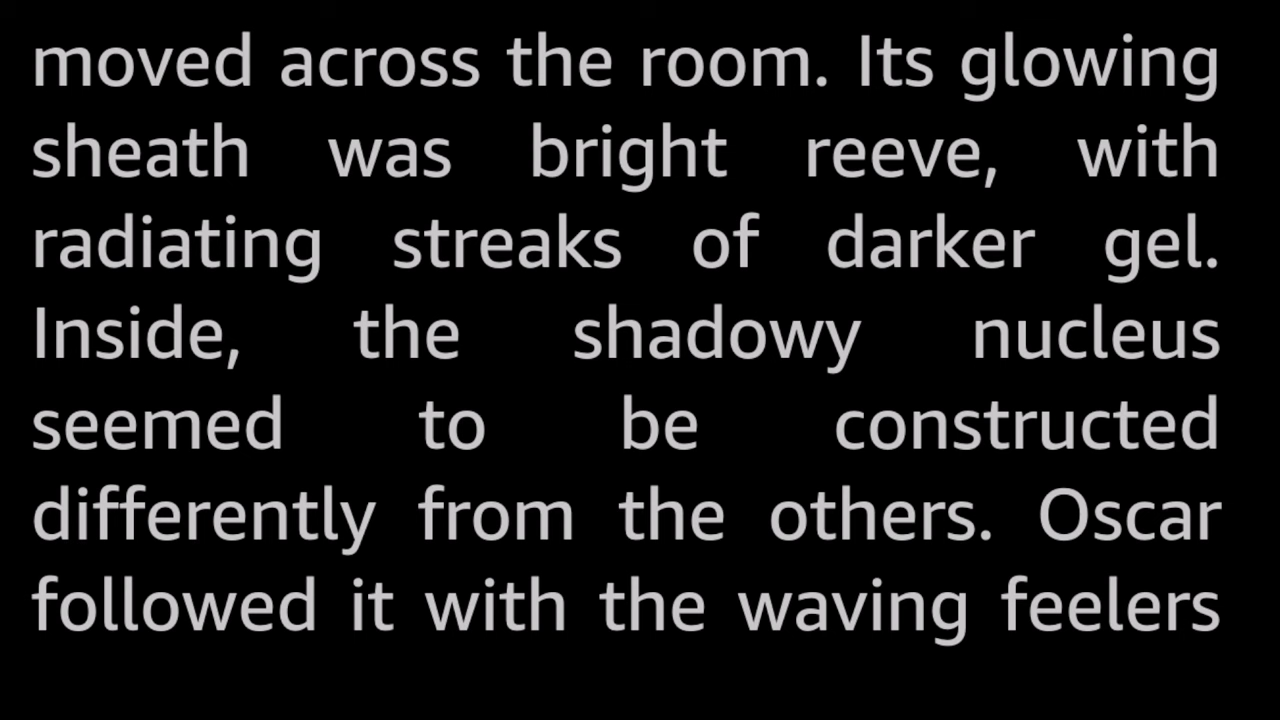 moved across the room. Its glowing
sheath was bright reeve, with
radiating streaks of darker gel.
Inside, the shadowy nucleus
seemed to be constructed
differently from the others. Oscar
followed it with the waving feelers